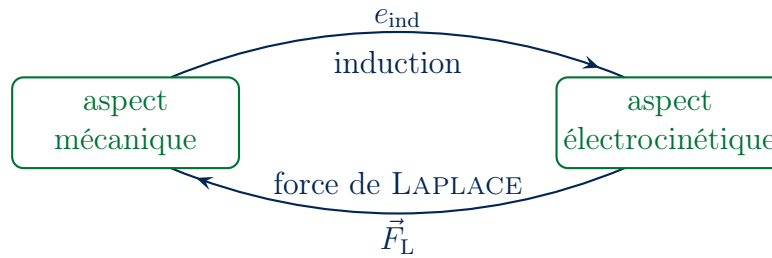 e_ind
induction
aspect
mécanique
aspect
électrocinétique
force de LAPLACE
F⃗_L